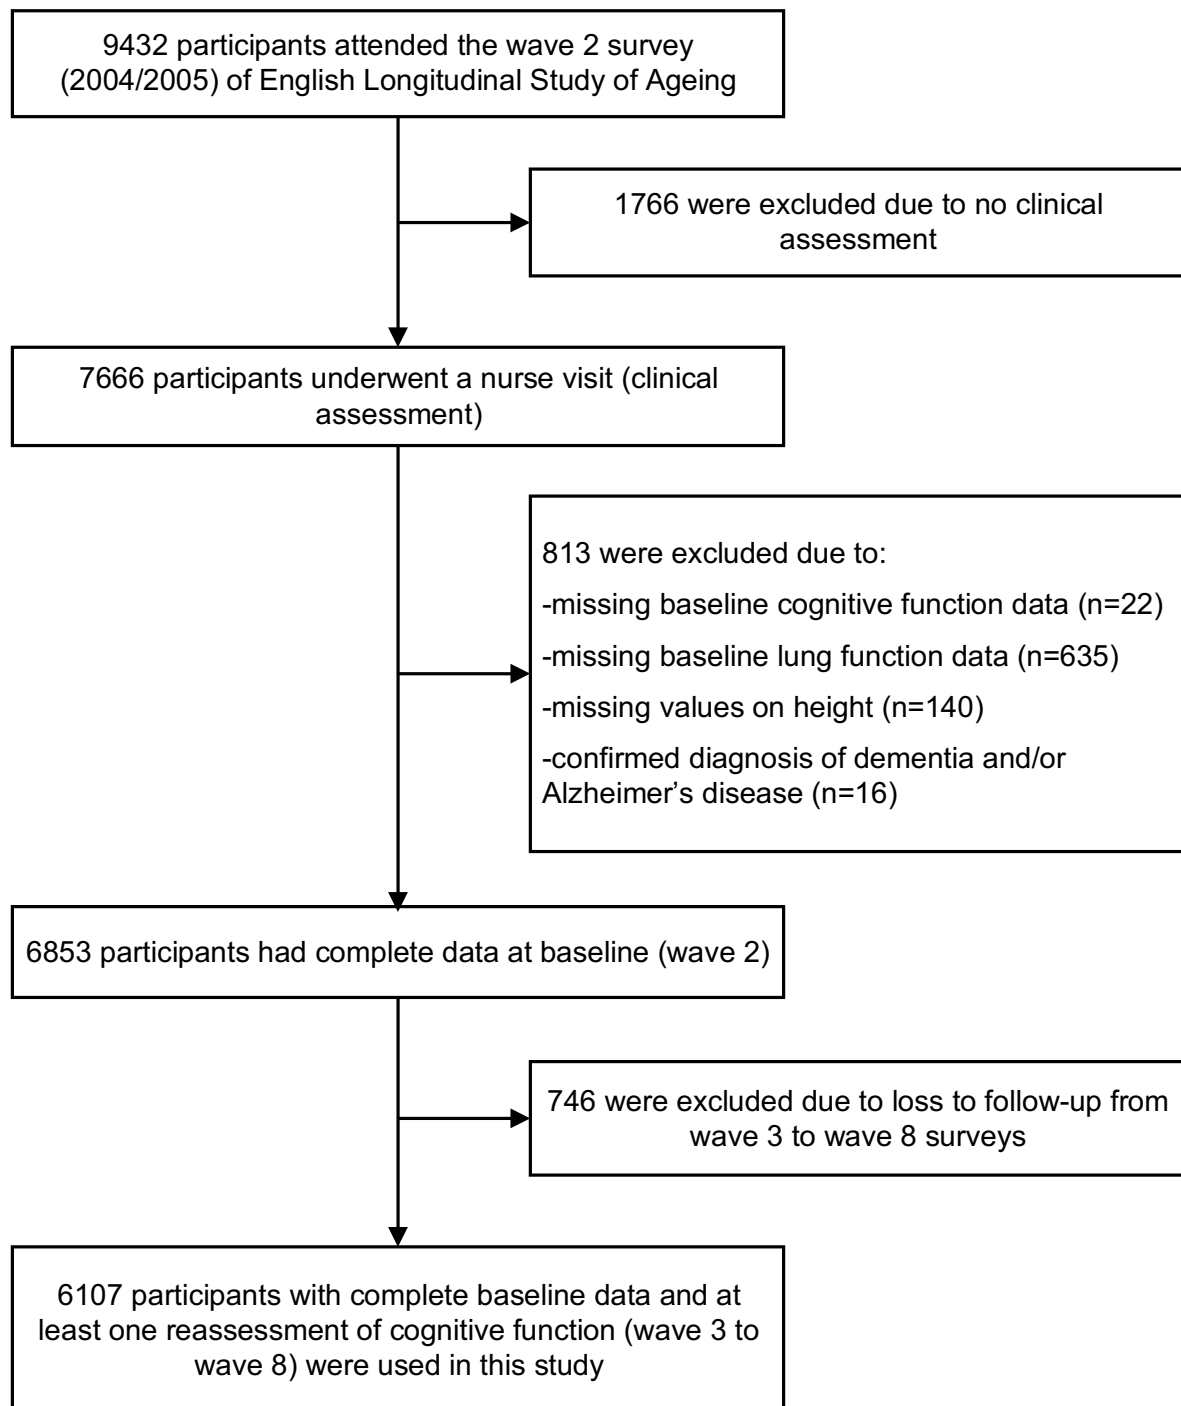 9432 participants attended the wave 2 survey
(2004/2005) of English Longitudinal Study of Ageing
1766 were excluded due to no clinical
assessment
7666 participants underwent a nurse visit (clinical
assessment)
813 were excluded due to:
-missing baseline cognitive function data (n=22)
-missing baseline lung function data (n=635)
-missing values on height (n=140)
-confirmed diagnosis of dementia and/or
Alzheimer’s disease (n=16)
6853 participants had complete data at baseline (wave 2)
746 were excluded due to loss to follow-up from
wave 3 to wave 8 surveys
6107 participants with complete baseline data and at
least one reassessment of cognitive function (wave 3 to
wave 8) were used in this study